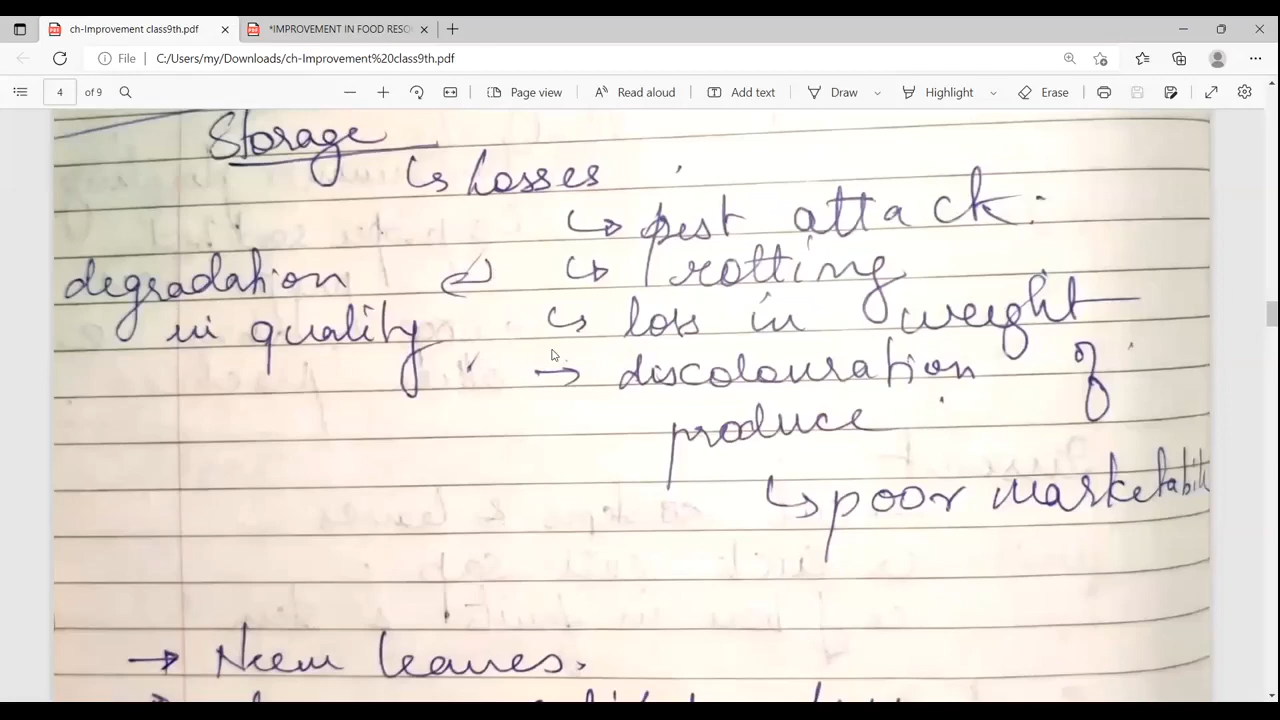 ch-Improvement class9th.pdf
*IMPROVEMENT IN FOOD RESO
File C:/Users/my/Downloads/ch-Improvement%20class9th.pdf
4 of 9 Page view Read aloud Add text Draw Highlight Erase
Storage
↳ Losses
↳ pest attack.
degradation ↵ ↳ rotting
in quality ↳ loss in weight
→ discolouration of
produce
↳ poor marketabili
→ Neem leaves.